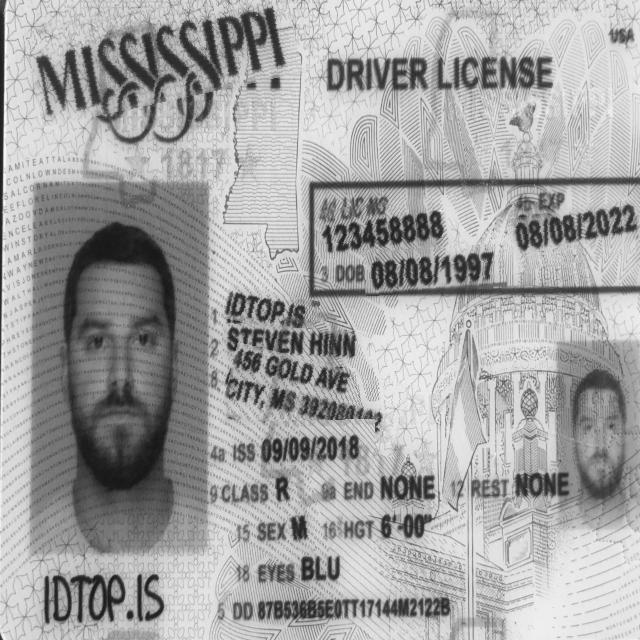 MISSISSIPPI
USA
DRIVER LICENSE
1817
4d LIC NO
4b EXP
123458888
08/08/2022
3 DOB 08/08/1997
1 IDTOP.IS
2 STEVEN HINN
8 456 GOLD AVE
CITY, MS
4a ISS 09/09/2018
9 CLASS R 9a END NONE 12 REST NONE
15 SEX M 16 HGT 6'-00"
18 EYES BLU
IDTOP.IS
5 DD 87B536B5E0TT17144M2122B